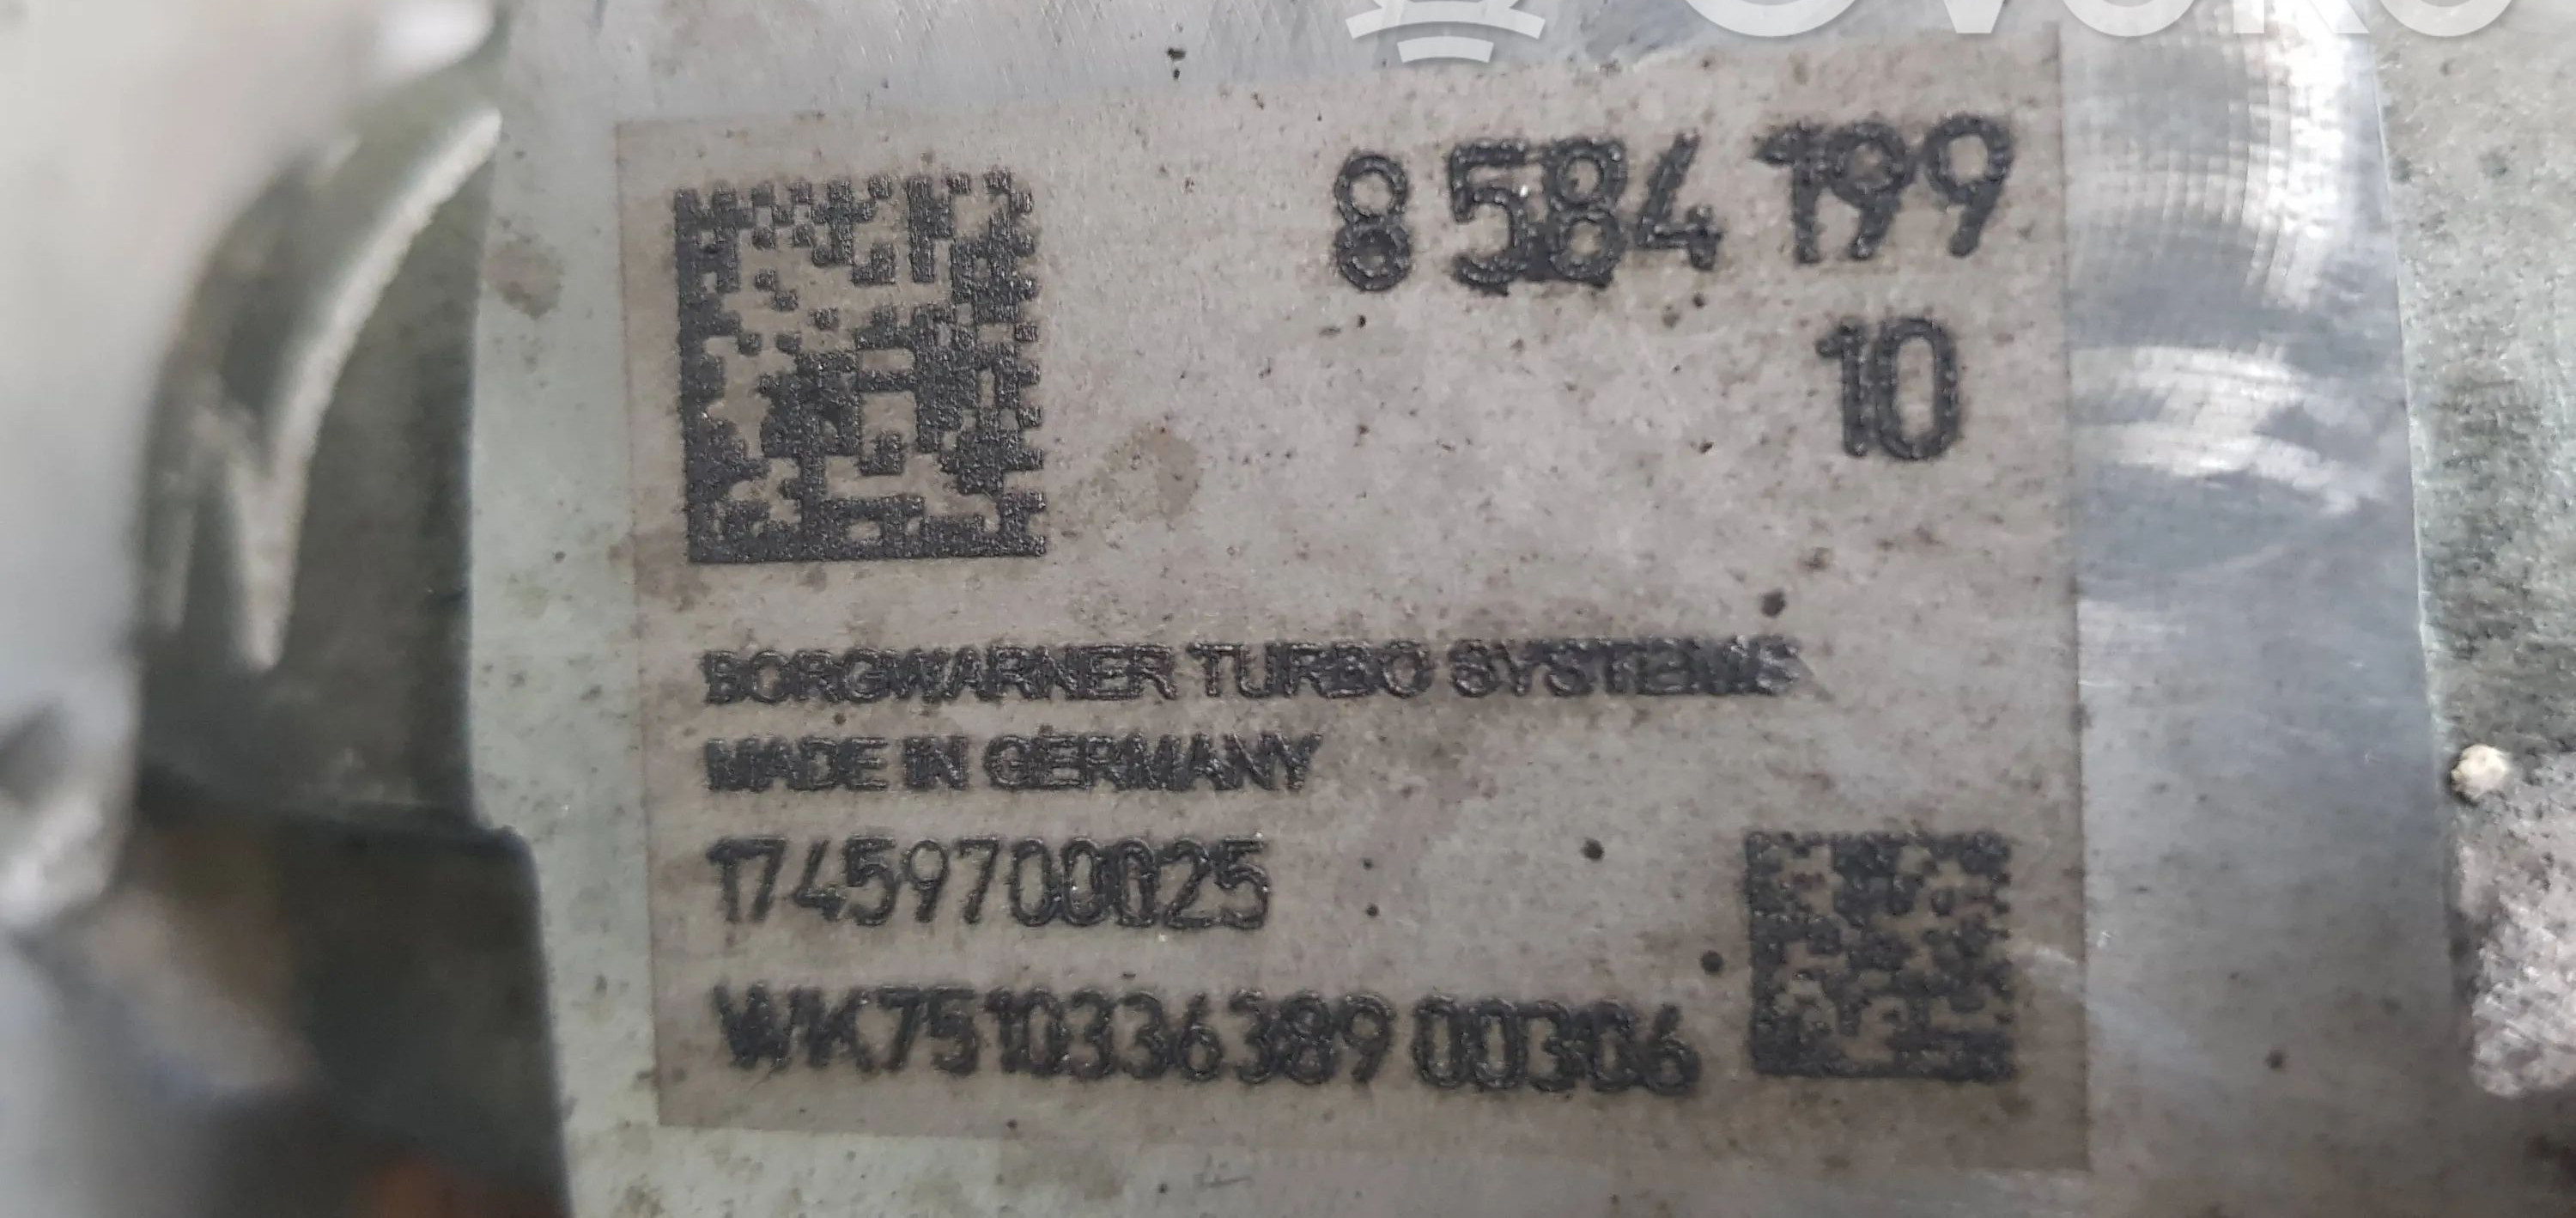 8 584 199
10
BORGWARNER TURBO SYSTEMS
MADE IN GERMANY
17459700025
WK7510336389 00306